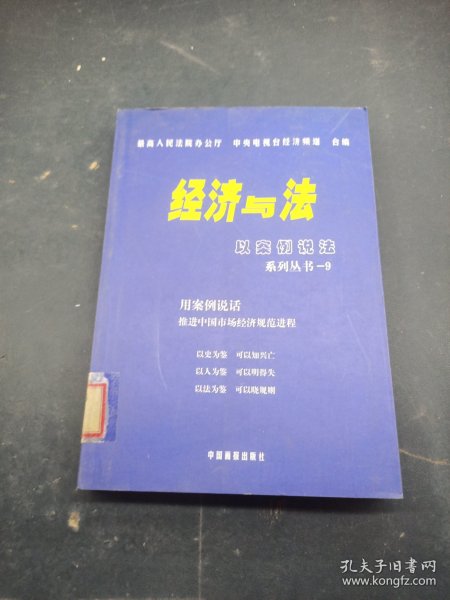 最高人民法院办公厅 中央电视台经济频道 合编
经济与法
以案例说法
系列丛书-9
用案例说话
推进中国市场经济规范进程
以史为鉴 可以知兴亡
以人为鉴 可以明得失
以法为鉴 可以晓规则
中国画报出版社
孔夫子旧书网
www.kongfz.com